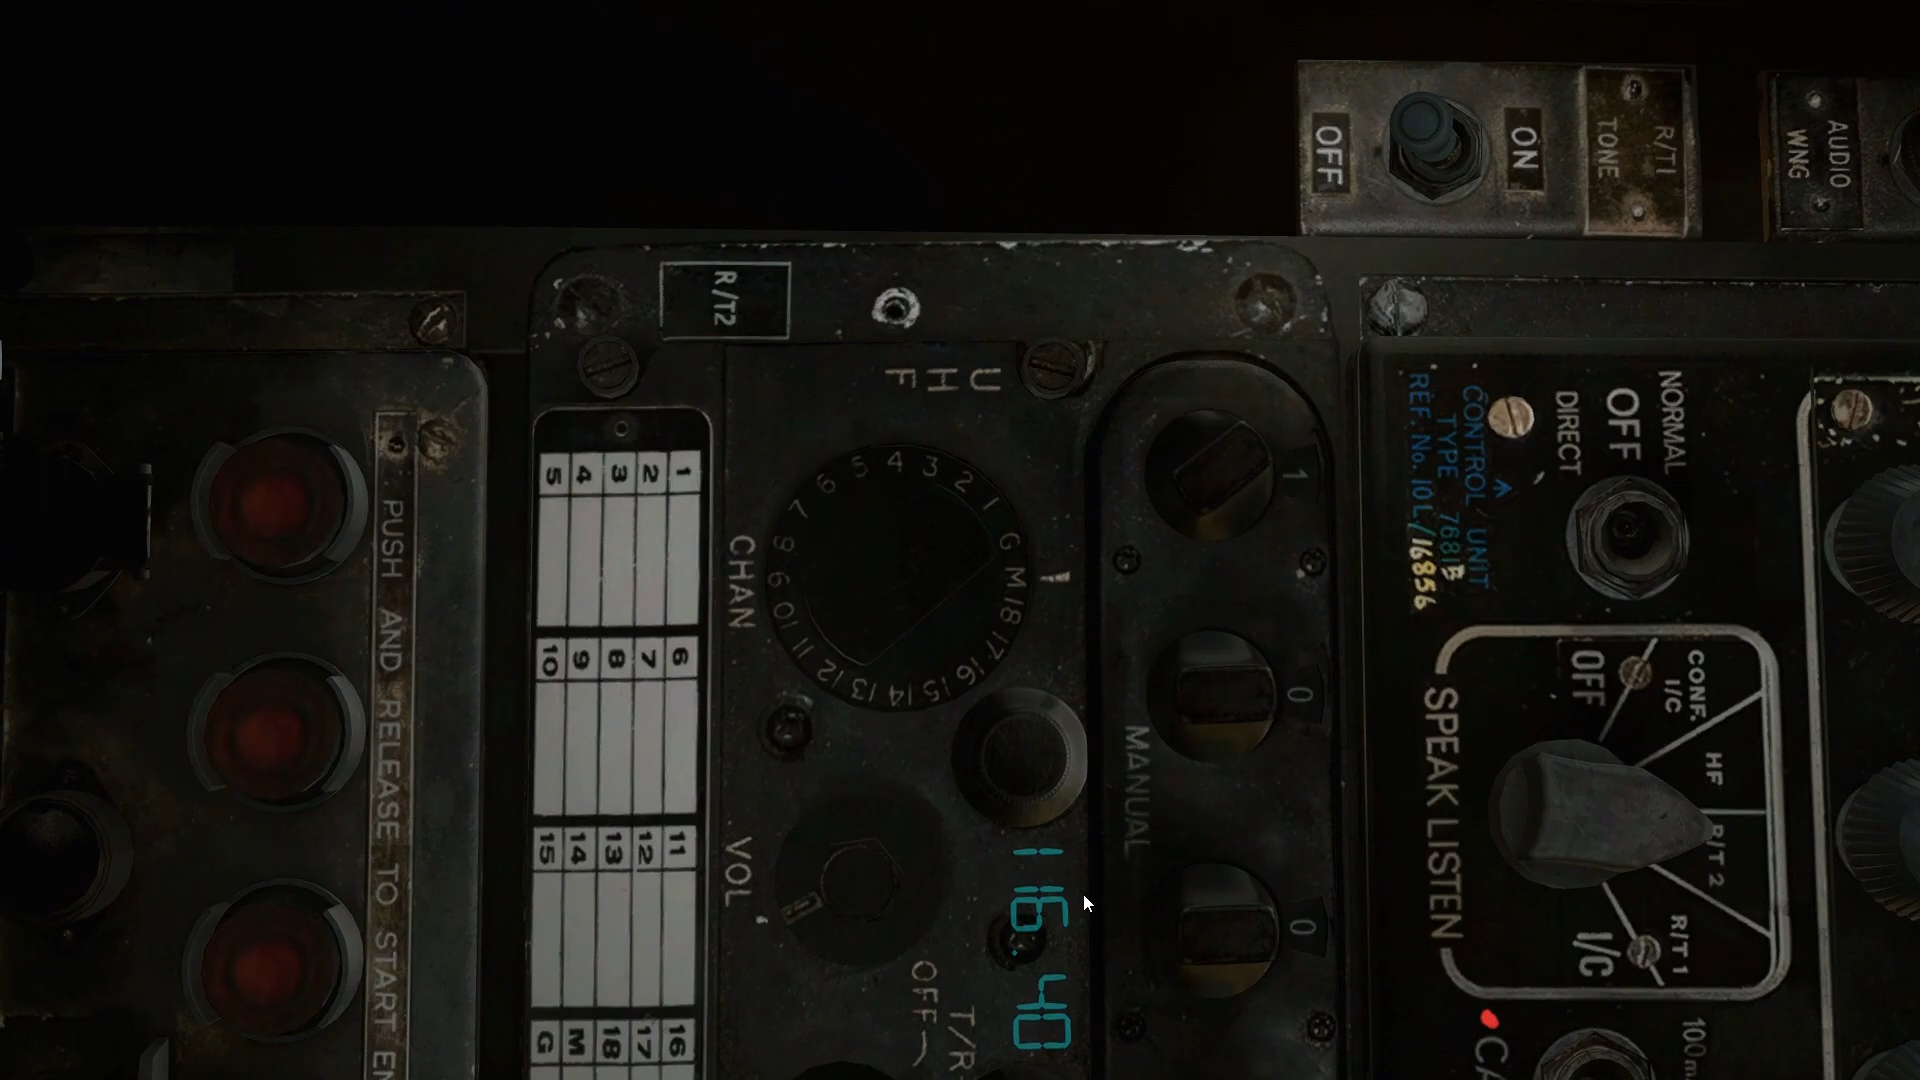 OFF
ON
R/T1
TONE
AUDIO
WNG
R/T2
UHF
1 2 3 4 5
6 7 8 9 10
11 12 13 14 15
16 17 18 M G
CHAN
1 2 3 4 5 6 7 8 9 10 11 12 13 14 15 16 17 18 M G
VOL
T/R
OFF
116.40
MANUAL
1
0
0
PUSH AND RELEASE TO START
NORMAL
OFF
DIRECT
CONTROL UNIT
TYPE 7681B
REF. No. 10L/16856
SPEAK LISTEN
OFF
CONF.
I/C
HF
R/T 2
R/T 1
I/C